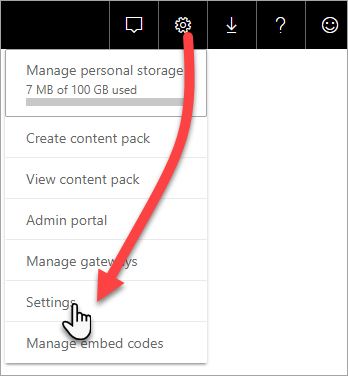 Manage personal storage
7 MB of 100 GB used
Create content pack
View content pack
Admin portal
Manage gateways
Settings
Manage embed codes